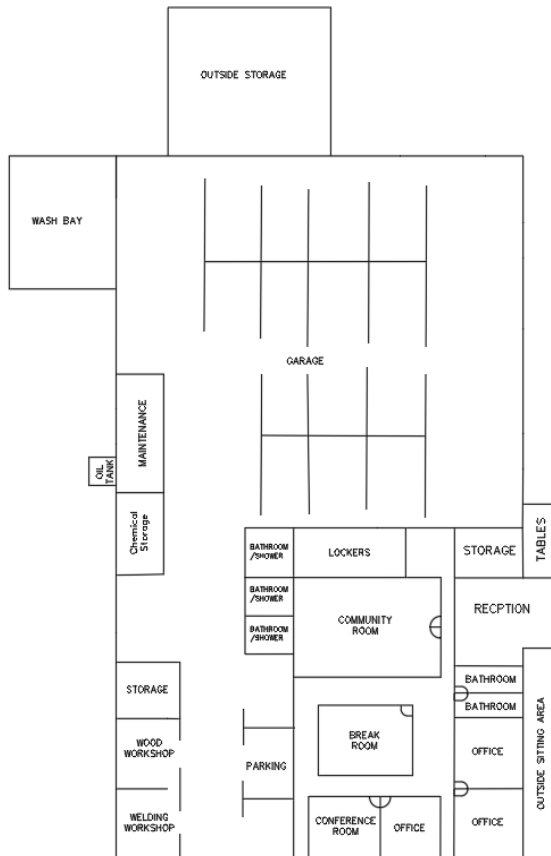 OUTSIDE STORAGE
WASH BAY
GARAGE
MAINTENANCE
OIL
TANK
Chemical
Storage
BATHROOM
/SHOWER
LOCKERS
STORAGE
TABLES
BATHROOM
/SHOWER
BATHROOM
/SHOWER
COMMUNITY
ROOM
RECPTION
STORAGE
BATHROOM
BATHROOM
OUTSIDE SITTING AREA
WOOD
WORKSHOP
PARKING
BREAK
ROOM
OFFICE
WELDING
WORKSHOP
CONFERENCE
ROOM
OFFICE
OFFICE